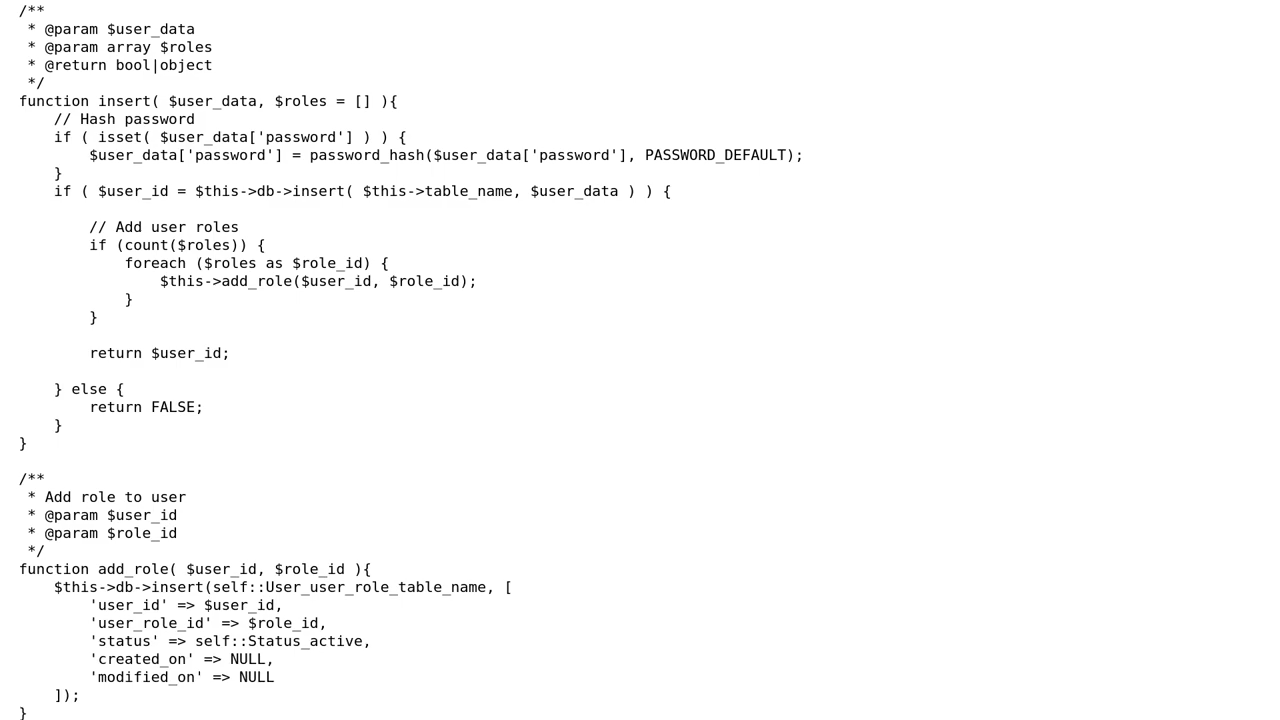 /**
 * @param $user_data
 * @param array $roles
 * @return bool|object
 */
function insert( $user_data, $roles = [] ){
    // Hash password
    if ( isset( $user_data['password'] ) ) {
        $user_data['password'] = password_hash($user_data['password'], PASSWORD_DEFAULT);
    }
    if ( $user_id = $this->db->insert( $this->table_name, $user_data ) ) {

        // Add user roles
        if (count($roles)) {
            foreach ($roles as $role_id) {
                $this->add_role($user_id, $role_id);
            }
        }

        return $user_id;

    } else {
        return FALSE;
    }
}

/**
 * Add role to user
 * @param $user_id
 * @param $role_id
 */
function add_role( $user_id, $role_id ){
    $this->db->insert(self::User_user_role_table_name, [
        'user_id' => $user_id,
        'user_role_id' => $role_id,
        'status' => self::Status_active,
        'created_on' => NULL,
        'modified_on' => NULL
    ]);
}